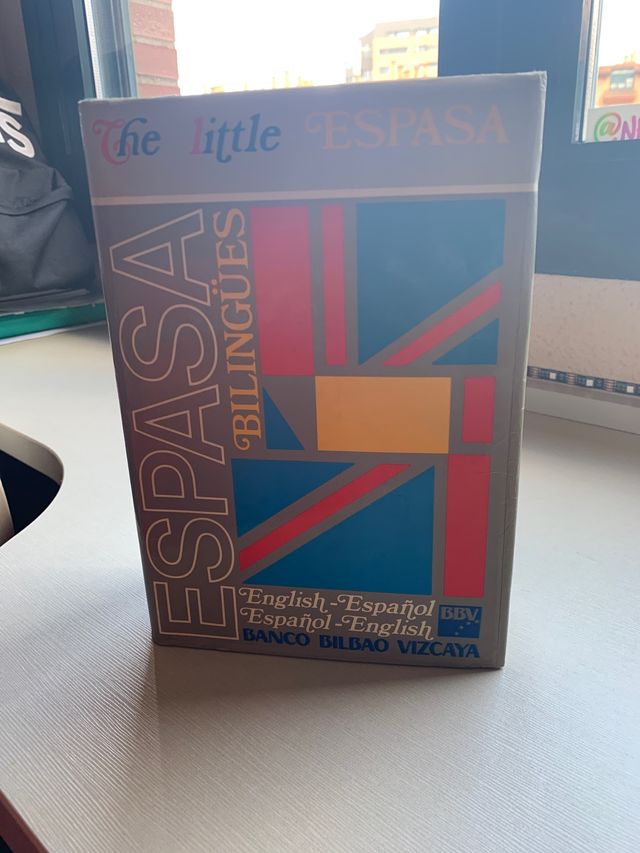 The little ESPASA
ESPASA
BILINGÜES
English-Español
Español-English
BBV
BANCO BILBAO VIZCAYA